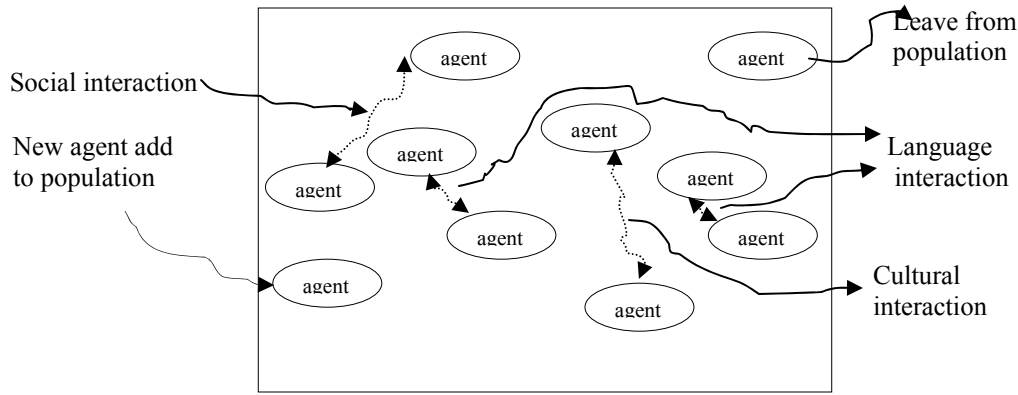 Leave from
population
agent
agent
Social interaction
agent
New agent add
to population
agent
Language
interaction
agent
agent
agent
agent
agent
Cultural
interaction
agent
agent